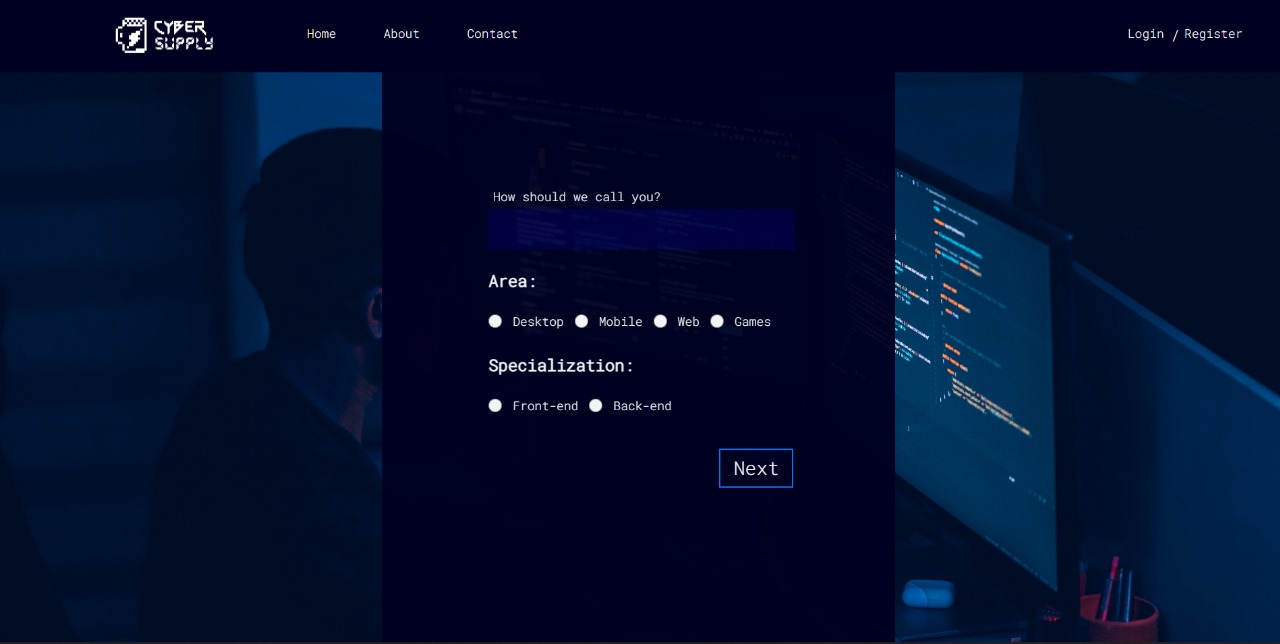 CYBER
SUPPLY
Home About Contact Login / Register
How should we call you?
Area:
Desktop Mobile Web Games
Specialization:
Front-end Back-end
Next